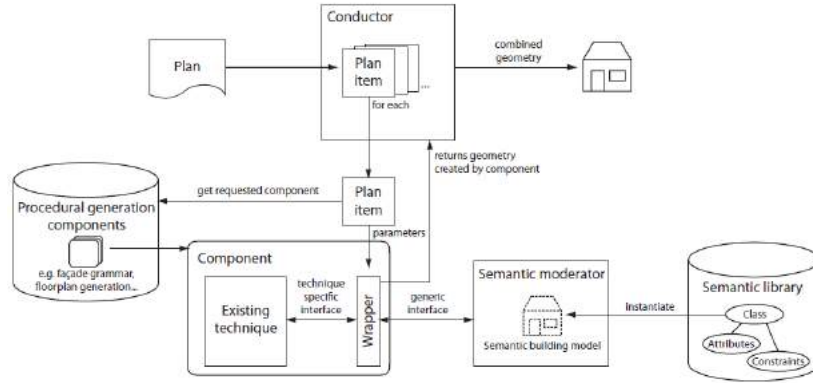 Conductor
Plan
Plan
item
...
for each
combined
geometry
returns geometry
created by component
get requested component
Plan
item
parameters
Procedural generation
components
e.g. façade grammar,
floorplan generation...
Component
Existing
technique
technique
specific
interface
Wrapper
generic
interface
Semantic moderator
Semantic building model
instantiate
Semantic library
Class
Attributes
Constraints